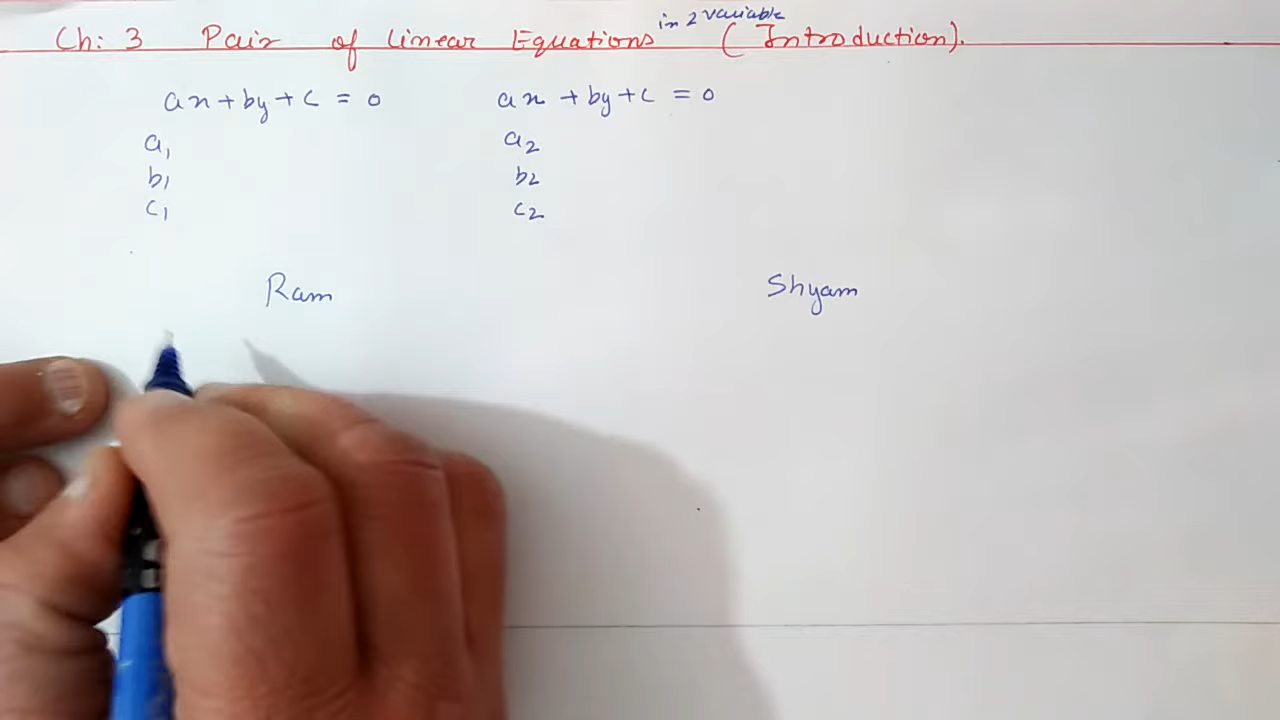 Ch: 3 Pair of Linear Equations in 2 variable (Introduction).
ax + by + c = 0 ax + by + c = 0
a1 a2
b1 b2
c1 c2
Ram Shyam